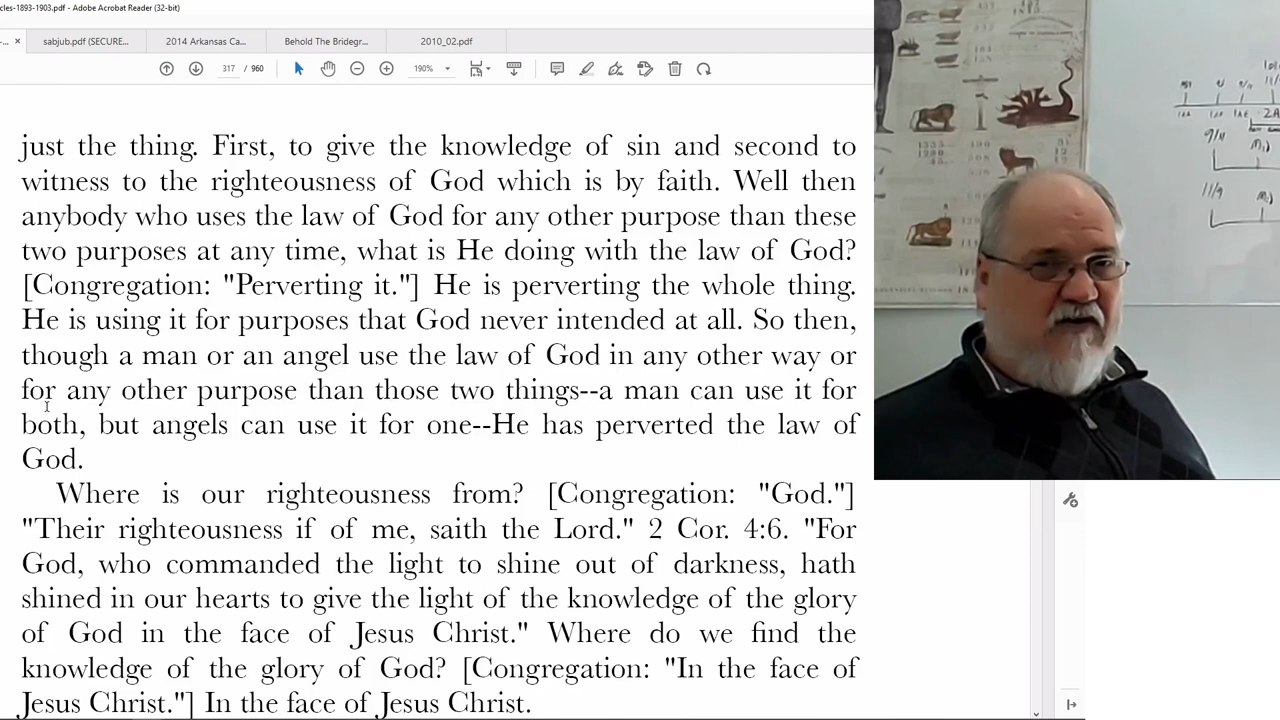 cles-1893-1903.pdf - Adobe Acrobat Reader (32-bit)
sabjub.pdf (SECURE... 2014 Arkansas Ca... Behold The Bridegr... 2010_02.pdf
317 / 960 190%
just the thing. First, to give the knowledge of sin and second to
witness to the righteousness of God which is by faith. Well then
anybody who uses the law of God for any other purpose than these
two purposes at any time, what is He doing with the law of God?
[Congregation: "Perverting it."] He is perverting the whole thing.
He is using it for purposes that God never intended at all. So then,
though a man or an angel use the law of God in any other way or
for any other purpose than those two things--a man can use it for
both, but angels can use it for one--He has perverted the law of
God.
Where is our righteousness from? [Congregation: "God."]
"Their righteousness if of me, saith the Lord." 2 Cor. 4:6. "For
God, who commanded the light to shine out of darkness, hath
shined in our hearts to give the light of the knowledge of the glory
of God in the face of Jesus Christ." Where do we find the
knowledge of the glory of God? [Congregation: "In the face of
Jesus Christ."] In the face of Jesus Christ.
9/11
11/9